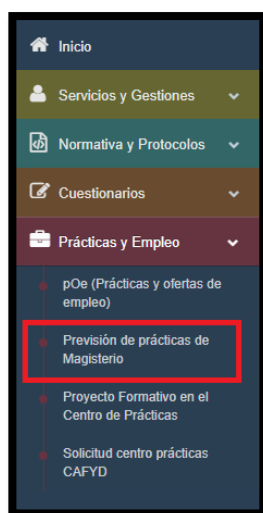 Inicio
Servicios y Gestiones
Normativa y Protocolos
Cuestionarios
Prácticas y Empleo
pOe (Prácticas y ofertas de
empleo)
Previsión de prácticas de
Magisterio
Proyecto Formativo en el
Centro de Prácticas
Solicitud centro prácticas
CAFYD